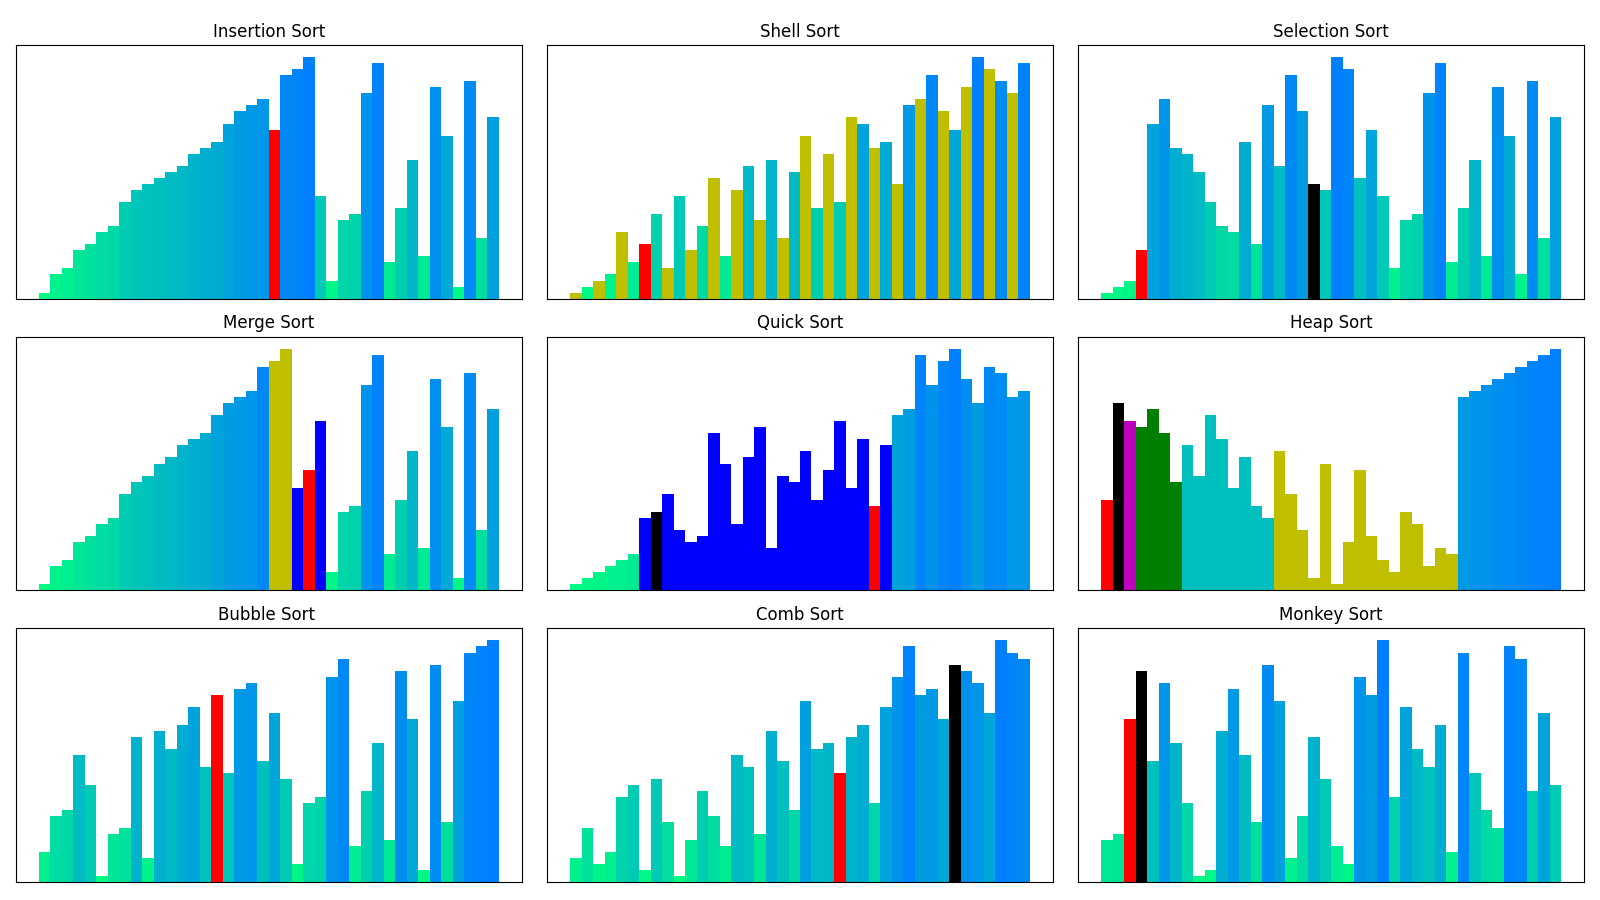 Insertion Sort
Shell Sort
Selection Sort
Merge Sort
Quick Sort
Heap Sort
Bubble Sort
Comb Sort
Monkey Sort